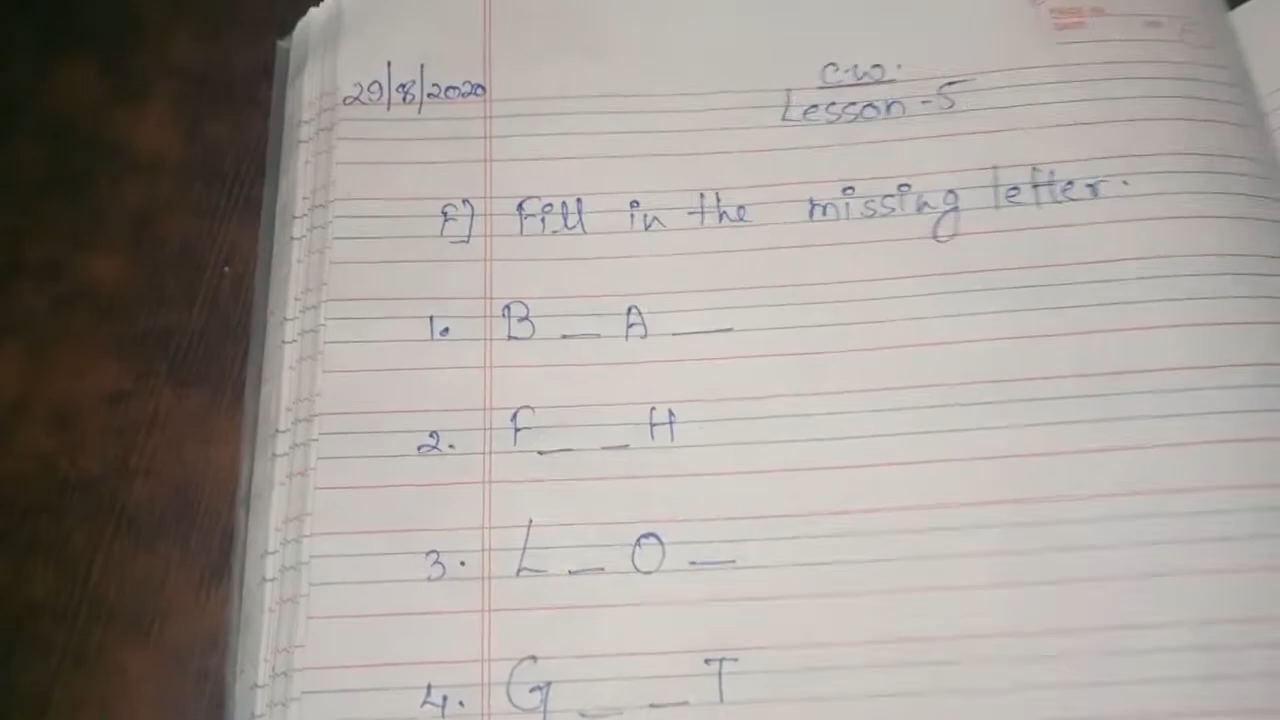 C.W.
29/8/2020
Lesson-5
F] Fill in the missing letter.
1. B _ A _
2. F _ _ H
3. L _ O _
4. G _ _ T